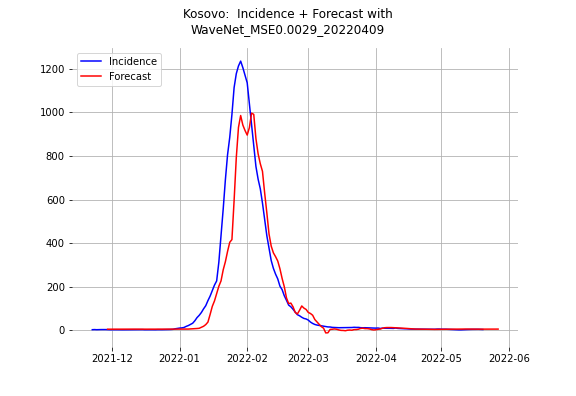 Kosovo:  Incidence + Forecast with
WaveNet_MSE0.0029_20220409
Incidence
Forecast
1200
1000
800
600
400
200
0
2021-12 2022-01 2022-02 2022-03 2022-04 2022-05 2022-06